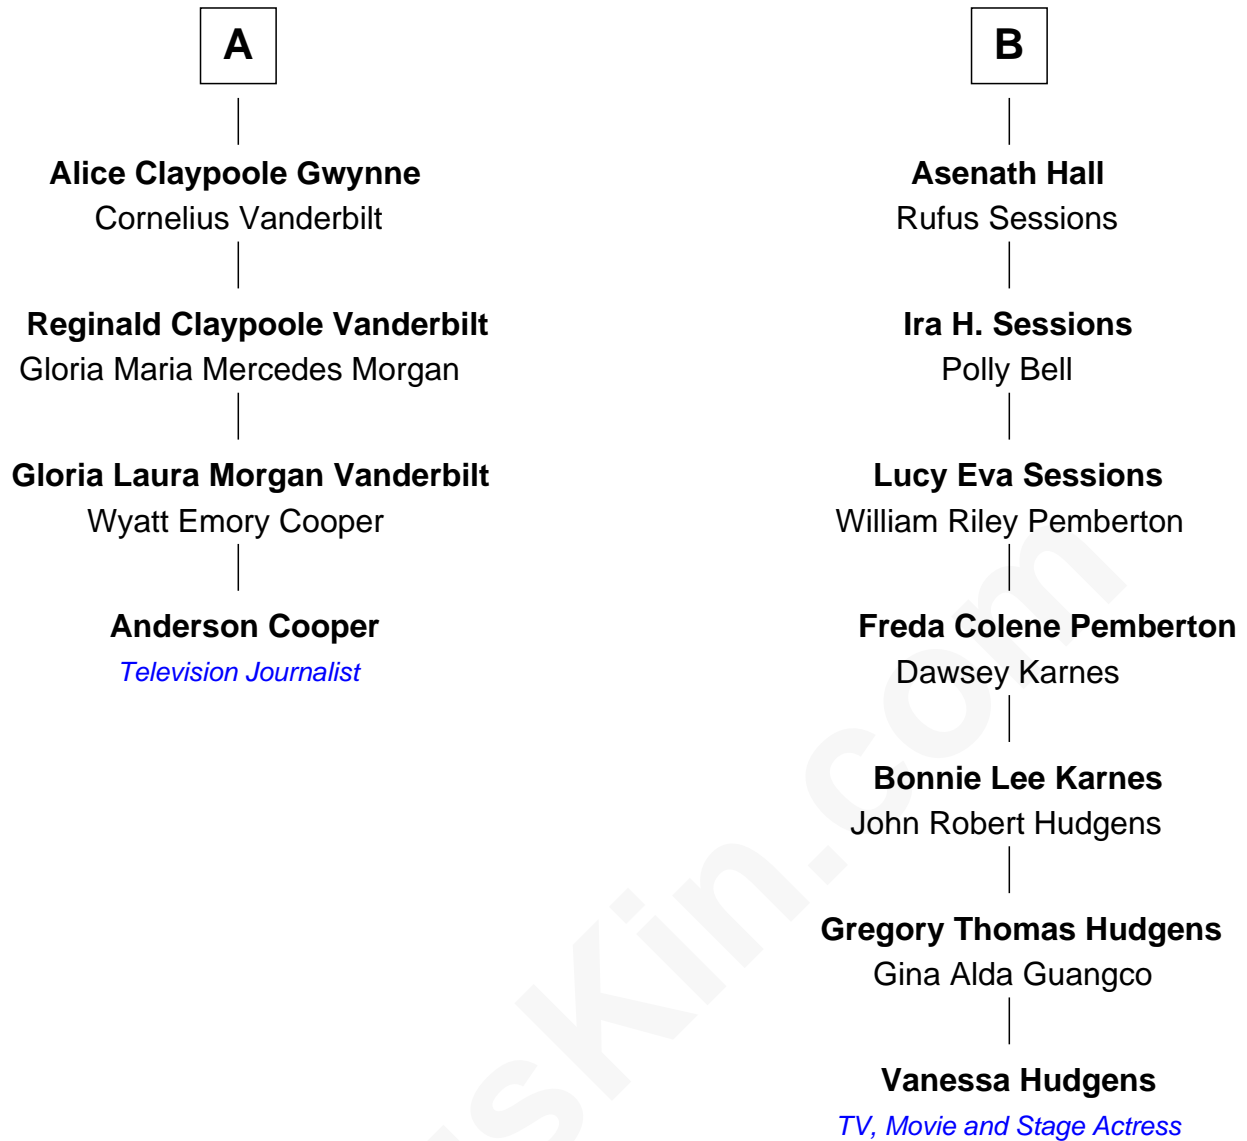 A
Alice Claypoole Gwynne
Cornelius Vanderbilt
Reginald Claypoole Vanderbilt
Gloria Maria Mercedes Morgan
Gloria Laura Morgan Vanderbilt
Wyatt Emory Cooper
Anderson Cooper
Television Journalist
B
Asenath Hall
Rufus Sessions
Ira H. Sessions
Polly Bell
Lucy Eva Sessions
William Riley Pemberton
Freda Colene Pemberton
Dawsey Karnes
Bonnie Lee Karnes
John Robert Hudgens
Gregory Thomas Hudgens
Gina Alda Guangco
Vanessa Hudgens
TV, Movie and Stage Actress
usKin.com